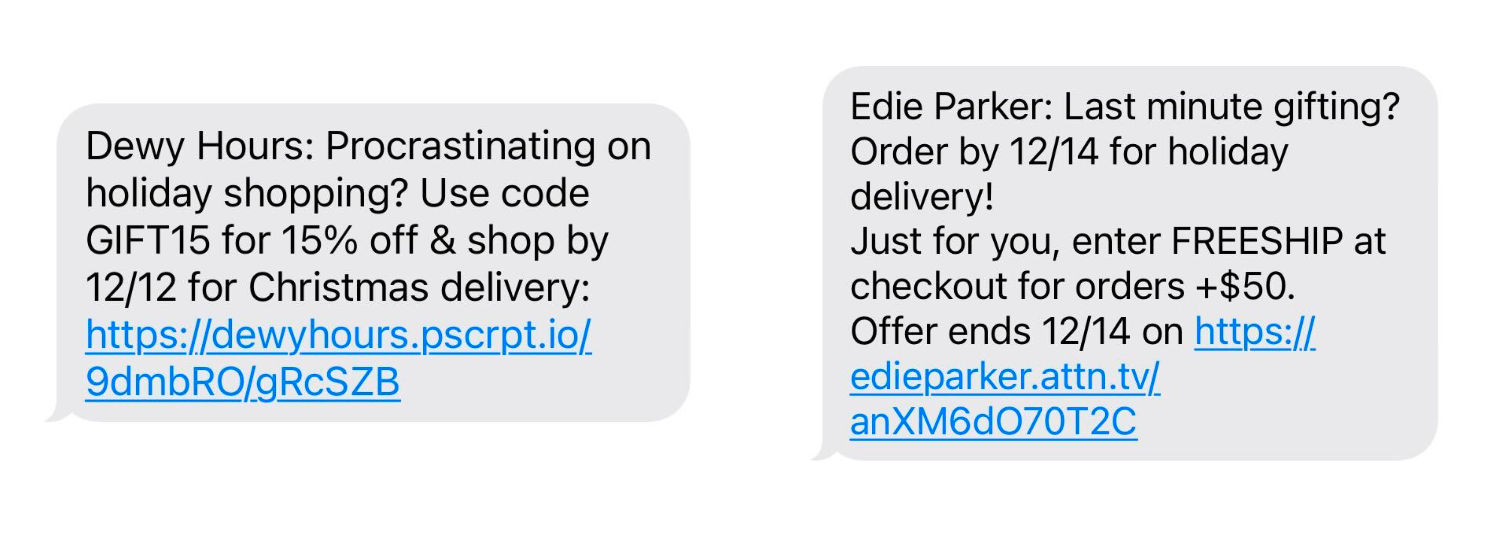 Dewy Hours: Procrastinating on
holiday shopping? Use code
GIFT15 for 15% off & shop by
12/12 for Christmas delivery:
https://dewyhours.pscrpt.io/
9dmbRO/gRcSZB
Edie Parker: Last minute gifting?
Order by 12/14 for holiday
delivery!
Just for you, enter FREESHIP at
checkout for orders +$50.
Offer ends 12/14 on https://
edieparker.attn.tv/
anXM6dO70T2C